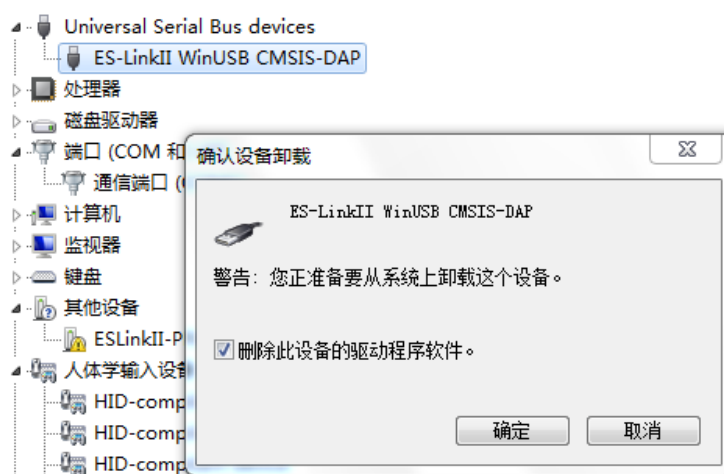 Universal Serial Bus devices
ES-LinkII WinUSB CMSIS-DAP
处理器
磁盘驱动器
端口 (COM 和
通信端口 (
计算机
监视器
键盘
其他设备
ESLinkII-P
人体学输入设备
HID-comp
HID-comp
HID-comp
确认设备卸载
ES-LinkII WinUSB CMSIS-DAP
警告: 您正准备要从系统上卸载这个设备。
删除此设备的驱动程序软件。
确定
取消